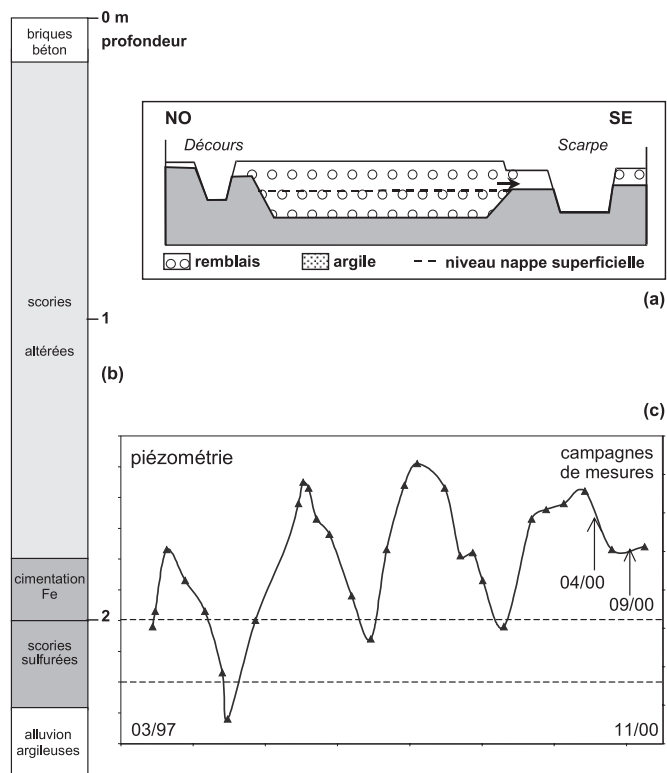 0 m
profondeur
briques
béton
scories
altérées
1
(b)
cimentation
Fe
2
scories
sulfurées
alluvion
argileuses
NO
SE
Décours
Scarpe
remblais
argile
niveau nappe superficielle
(a)
(c)
piézométrie
campagnes
de mesures
04/00
09/00
03/97
11/00